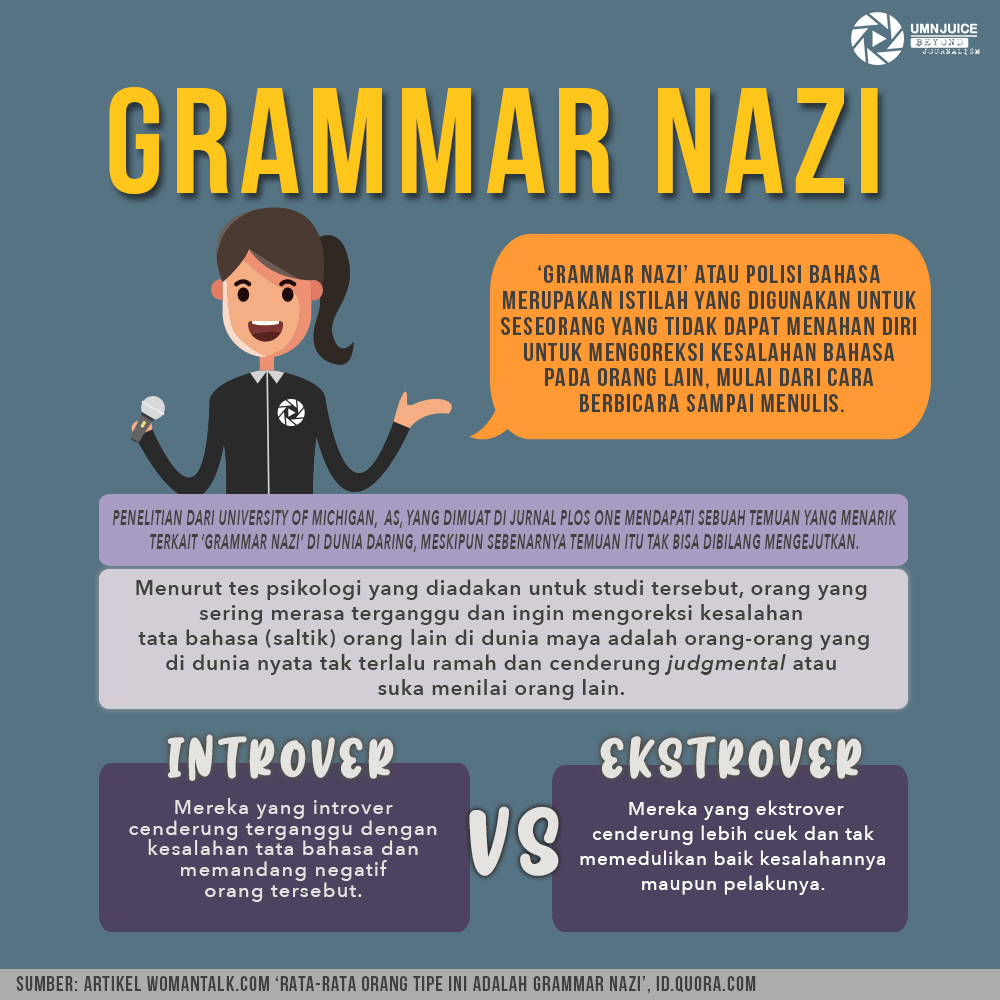 UMNJUICE
BEYOND
JOURNALISM
GRAMMAR NAZI
‘GRAMMAR NAZI’ ATAU POLISI BAHASA
MERUPAKAN ISTILAH YANG DIGUNAKAN UNTUK
SESEORANG YANG TIDAK DAPAT MENAHAN DIRI
UNTUK MENGOREKSI KESALAHAN BAHASA
PADA ORANG LAIN, MULAI DARI CARA
BERBICARA SAMPAI MENULIS.
PENELITIAN DARI UNIVERSITY OF MICHIGAN, AS, YANG DIMUAT DI JURNAL PLOS ONE MENDAPATI SEBUAH TEMUAN YANG MENARIK
TERKAIT ‘GRAMMAR NAZI’ DI DUNIA DARING, MESKIPUN SEBENARNYA TEMUAN ITU TAK BISA DIBILANG MENGEJUTKAN.
Menurut tes psikologi yang diadakan untuk studi tersebut, orang yang
sering merasa terganggu dan ingin mengoreksi kesalahan
tata bahasa (saltik) orang lain di dunia maya adalah orang-orang yang
di dunia nyata tak terlalu ramah dan cenderung judgmental atau
suka menilai orang lain.
INTROVER
Mereka yang introver
cenderung terganggu dengan
kesalahan tata bahasa dan
memandang negatif
orang tersebut.
VS
EKSTROVER
Mereka yang ekstrover
cenderung lebih cuek dan tak
memedulikan baik kesalahannya
maupun pelakunya.
SUMBER: ARTIKEL WOMANTALK.COM ‘RATA-RATA ORANG TIPE INI ADALAH GRAMMAR NAZI’, ID.QUORA.COM